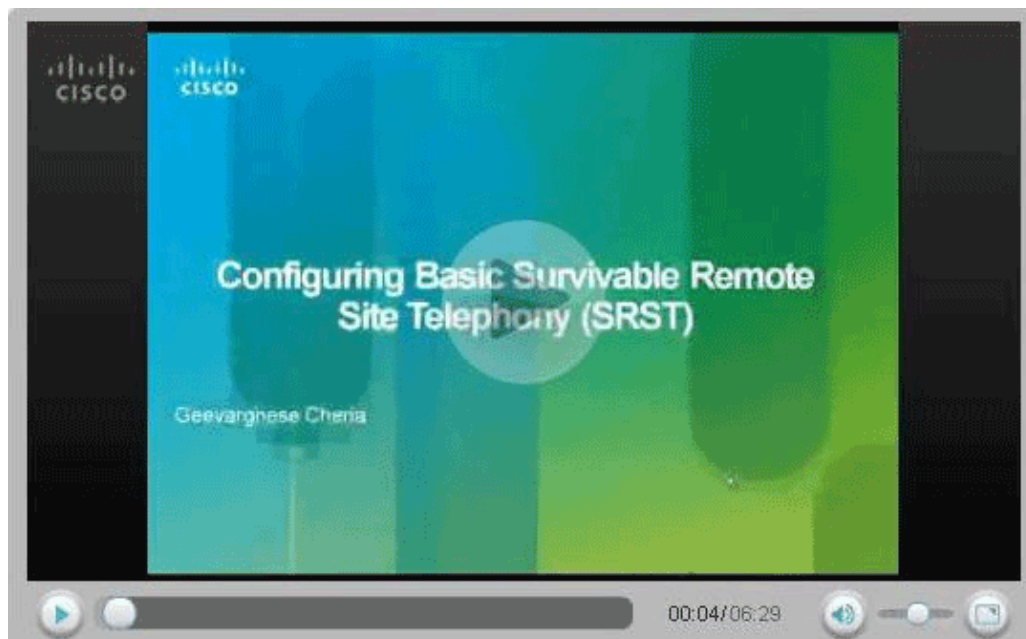 CISCO
CISCO
Configuring Basic Survivable Remote
Site Telephony (SRST)
Geevarghese Cheria
00:04/06:29